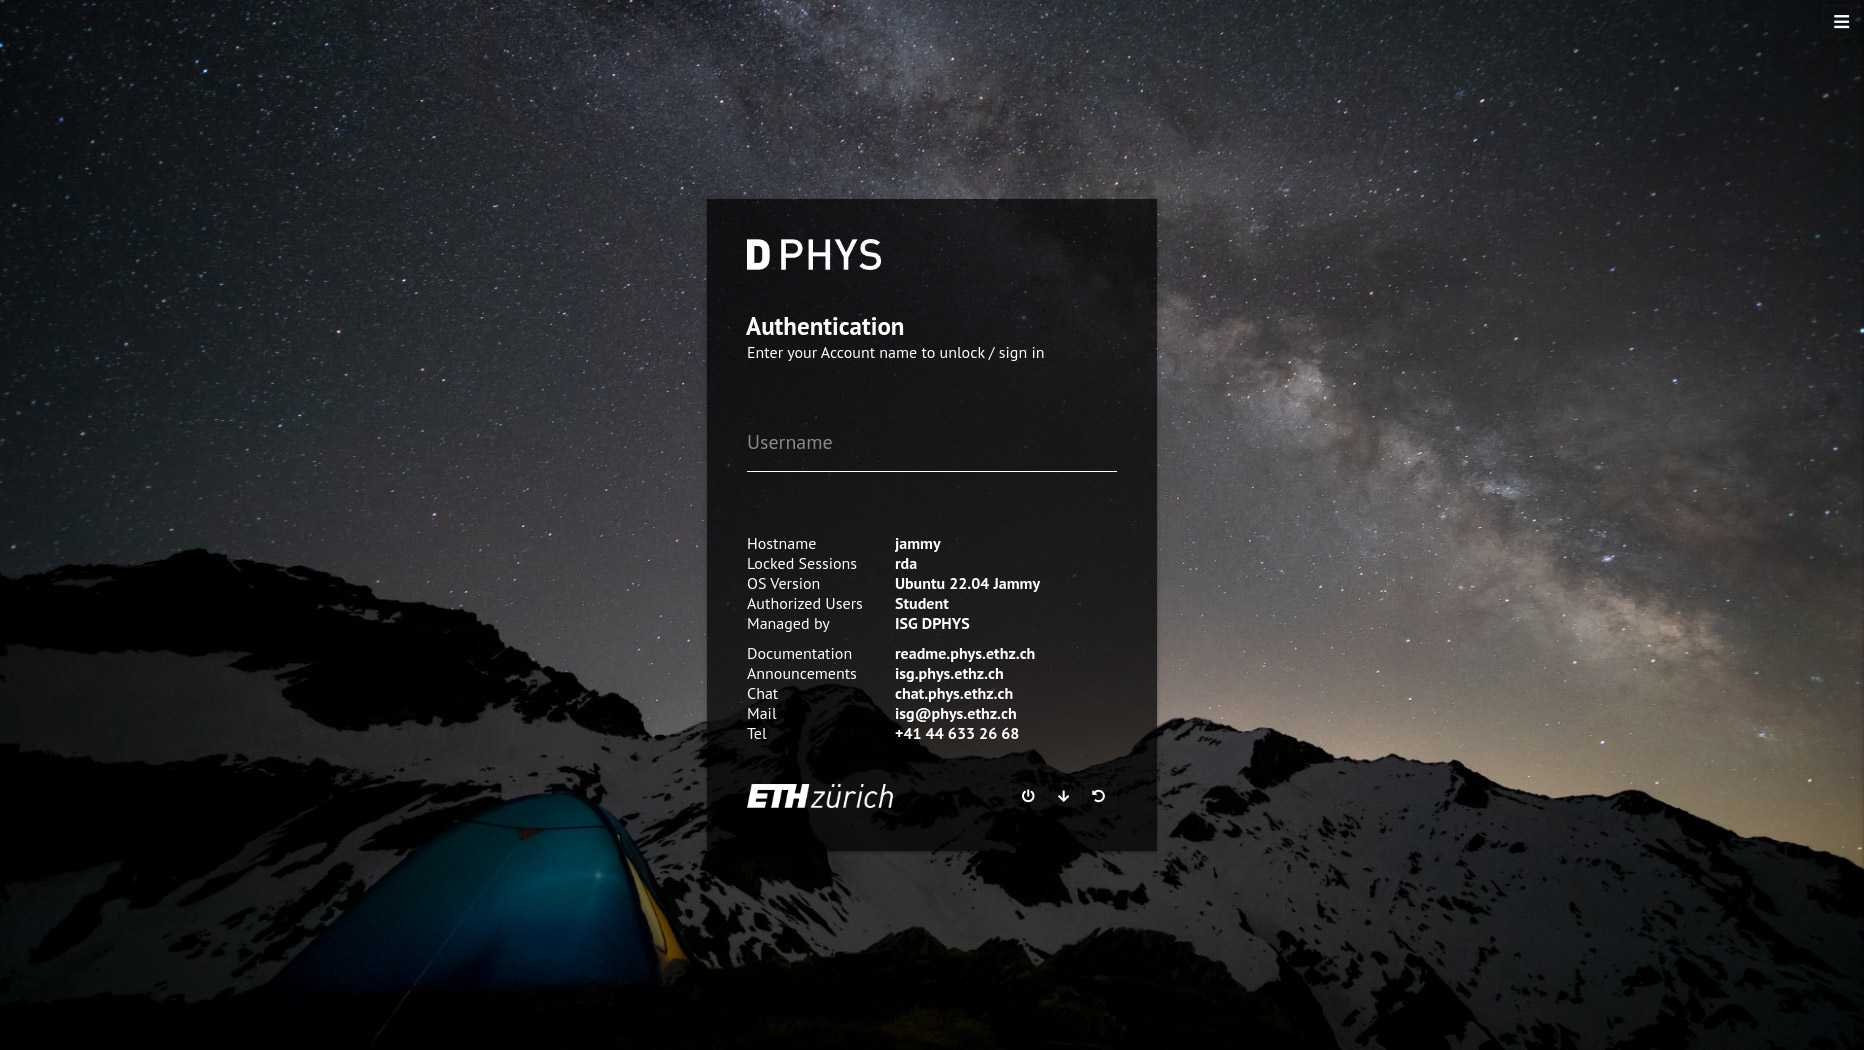 D PHYS
Authentication
Enter your Account name to unlock / sign in
Username
Hostname jammy
Locked Sessions rda
OS Version Ubuntu 22.04 Jammy
Authorized Users Student
Managed by ISG DPHYS
Documentation readme.phys.ethz.ch
Announcements isg.phys.ethz.ch
Chat chat.phys.ethz.ch
Mail isg@phys.ethz.ch
Tel +41 44 633 26 68
ETH zürich